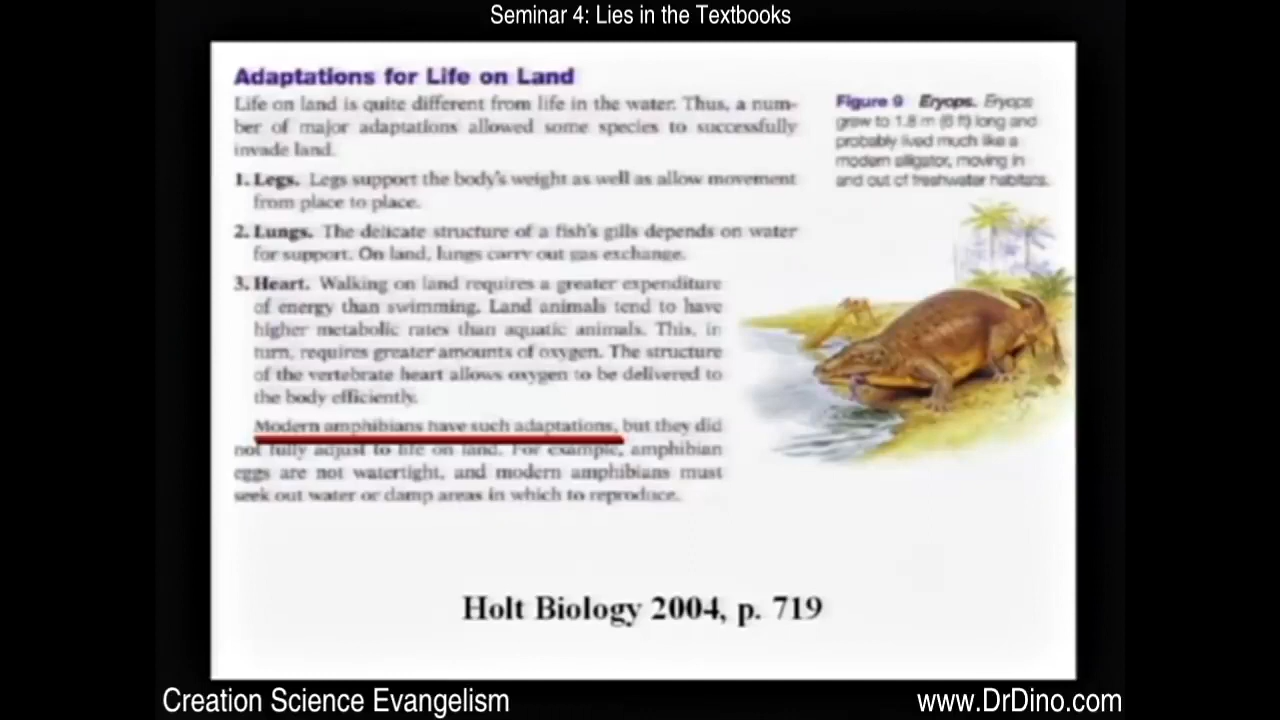 Seminar 4: Lies in the Textbooks
Adaptations for Life on Land
Life on land is quite different from life in the water. Thus, a num-
ber of major adaptations allowed some species to successfully
invade land.
1. Legs. Legs support the body's weight as well as allow movement
from place to place.
2. Lungs. The delicate structure of a fish's gills depends on water
for support. On land, lungs carry out gas exchange.
3. Heart. Walking on land requires a greater expenditure
of energy than swimming. Land animals tend to have
higher metabolic rates than aquatic animals. This, in
turn, requires greater amounts of oxygen. The structure
of the vertebrate heart allows oxygen to be delivered to
the body efficiently.
Modern amphibians have such adaptations, but they did
not fully adjust to life on land. For example, amphibian
eggs are not watertight, and modern amphibians must
seek out water or damp areas in which to reproduce.
Figure 9 Eryops. Eryops
grew to 1.8 m (6 ft) long and
probably lived much like a
modern alligator, moving in
and out of freshwater habitats.
Holt Biology 2004, p. 719
Creation Science Evangelism
www.DrDino.com